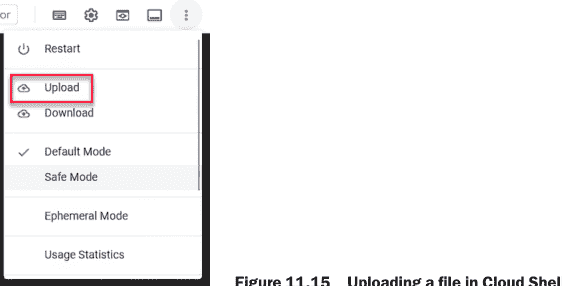 or
Restart
Upload
Download
Default Mode
Safe Mode
Ephemeral Mode
Usage Statistics
Figure 11.15 Uploading a file in Cloud Shel